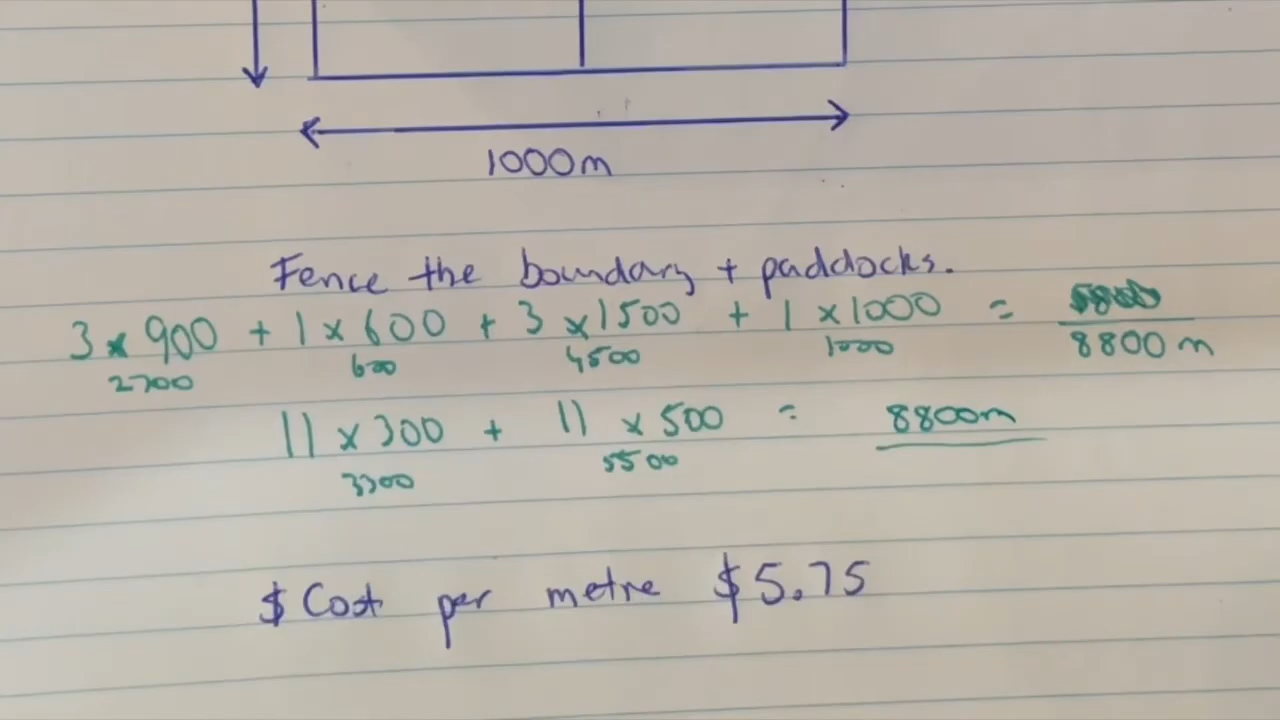 1000m
Fence the boundary + paddocks.
3 x 900 + 1 x 600 + 3 x 1500 + 1 x 1000 =
2700 600 4500 1000 8800m
11 x 300 + 11 x 500 = 8800m
3300 5500
$ Cost per metre $5.75